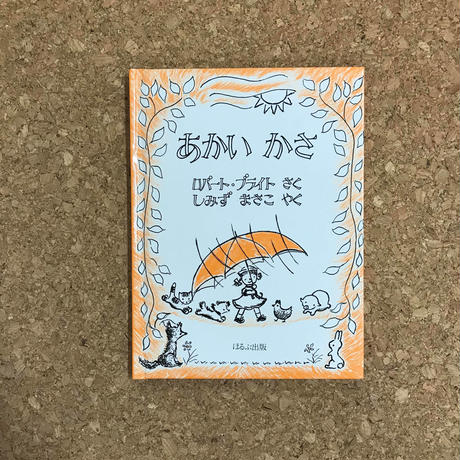 あかい かさ
ロバート・ブライト さく
しみず まさこ やく
ほるぷ出版